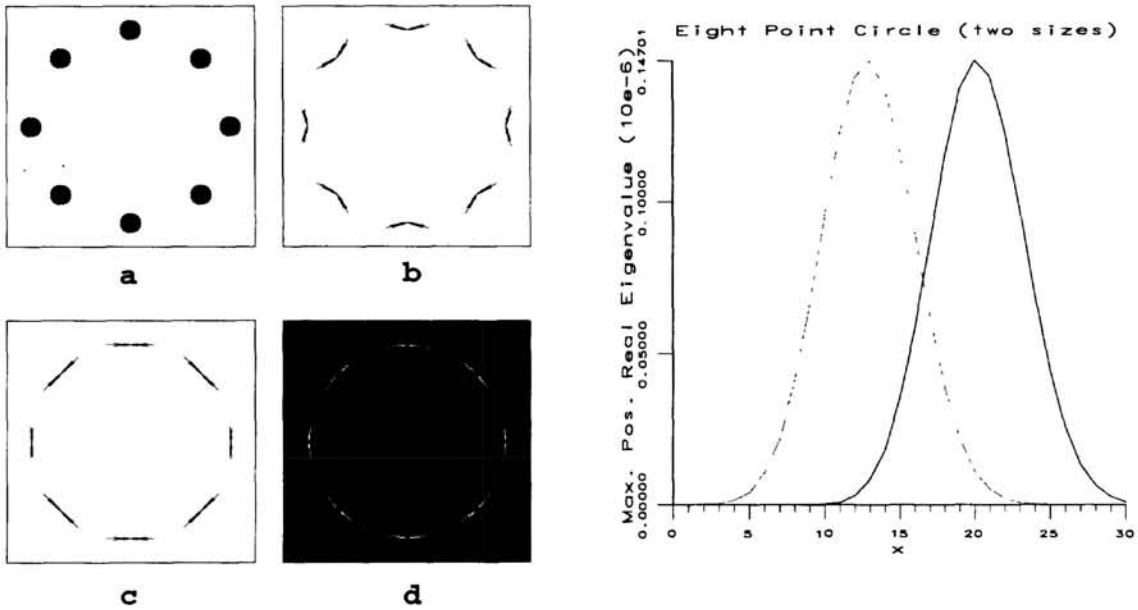 a
b
c
d
Eight Point Circle (two sizes)
Max. Pos. Real Eigenvalue (10e-6)
0.14701
0.10000
0.05000
0.00000
0 5 10 15 20 25 30
X